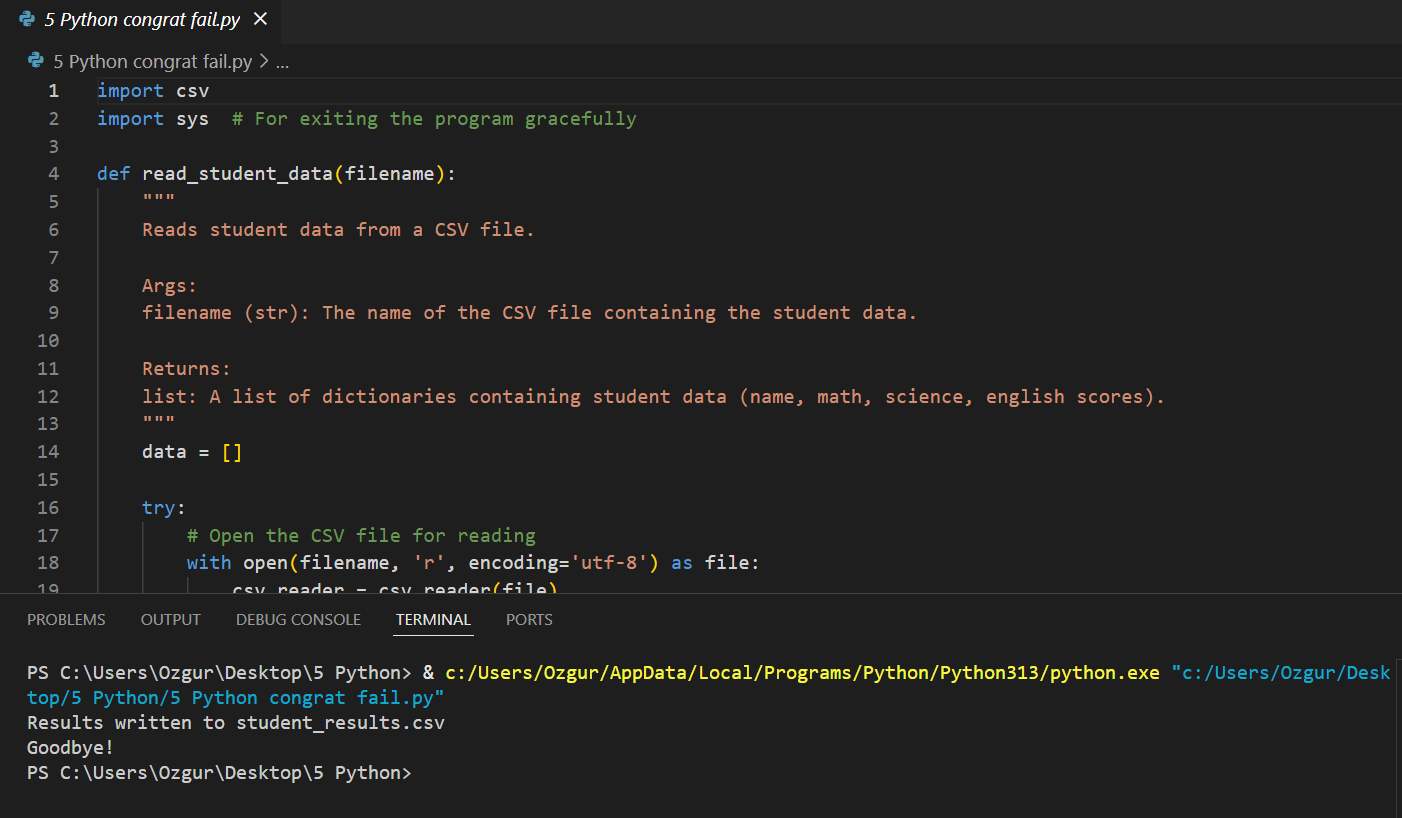 5 Python congrat fail.py ×
5 Python congrat fail.py > ...
1 import csv
2 import sys  # For exiting the program gracefully
3
4 def read_student_data(filename):
5     """
6     Reads student data from a CSV file.
7
8     Args:
9     filename (str): The name of the CSV file containing the student data.
10
11     Returns:
12     list: A list of dictionaries containing student data (name, math, science, english scores).
13     """
14     data = []
15
16     try:
17         # Open the CSV file for reading
18         with open(filename, 'r', encoding='utf-8') as file:
19             csv_reader = csv.reader(file)
PROBLEMS OUTPUT DEBUG CONSOLE TERMINAL PORTS
PS C:\Users\Ozgur\Desktop\5 Python> & c:/Users/Ozgur/AppData/Local/Programs/Python/Python313/python.exe "c:/Users/Ozgur/Desk
top/5 Python/5 Python congrat fail.py"
Results written to student_results.csv
Goodbye!
PS C:\Users\Ozgur\Desktop\5 Python>